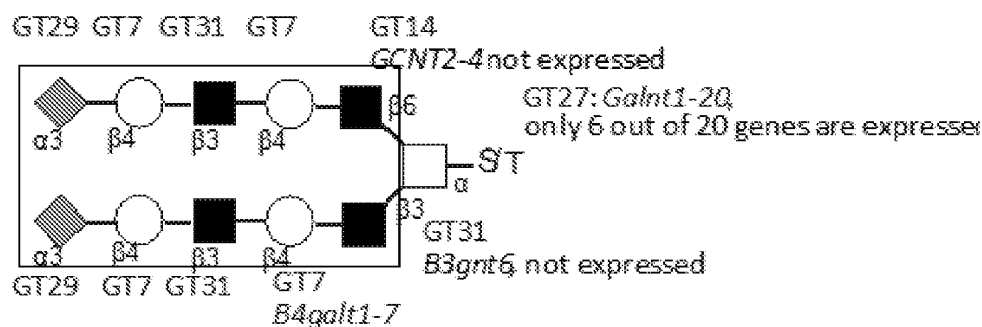 GT29 GT7 GT31 GT7 GT14
GCNT2-4 not expressed
β6
GT27: Galnt1-20,
only 6 out of 20 genes are expresse
α3 β4 β3 β4
S/T
α
β3
GT31
B3gnt6, not expressed
α3 β4 β3 β4
GT29 GT7 GT31 GT7
B4galt1-7